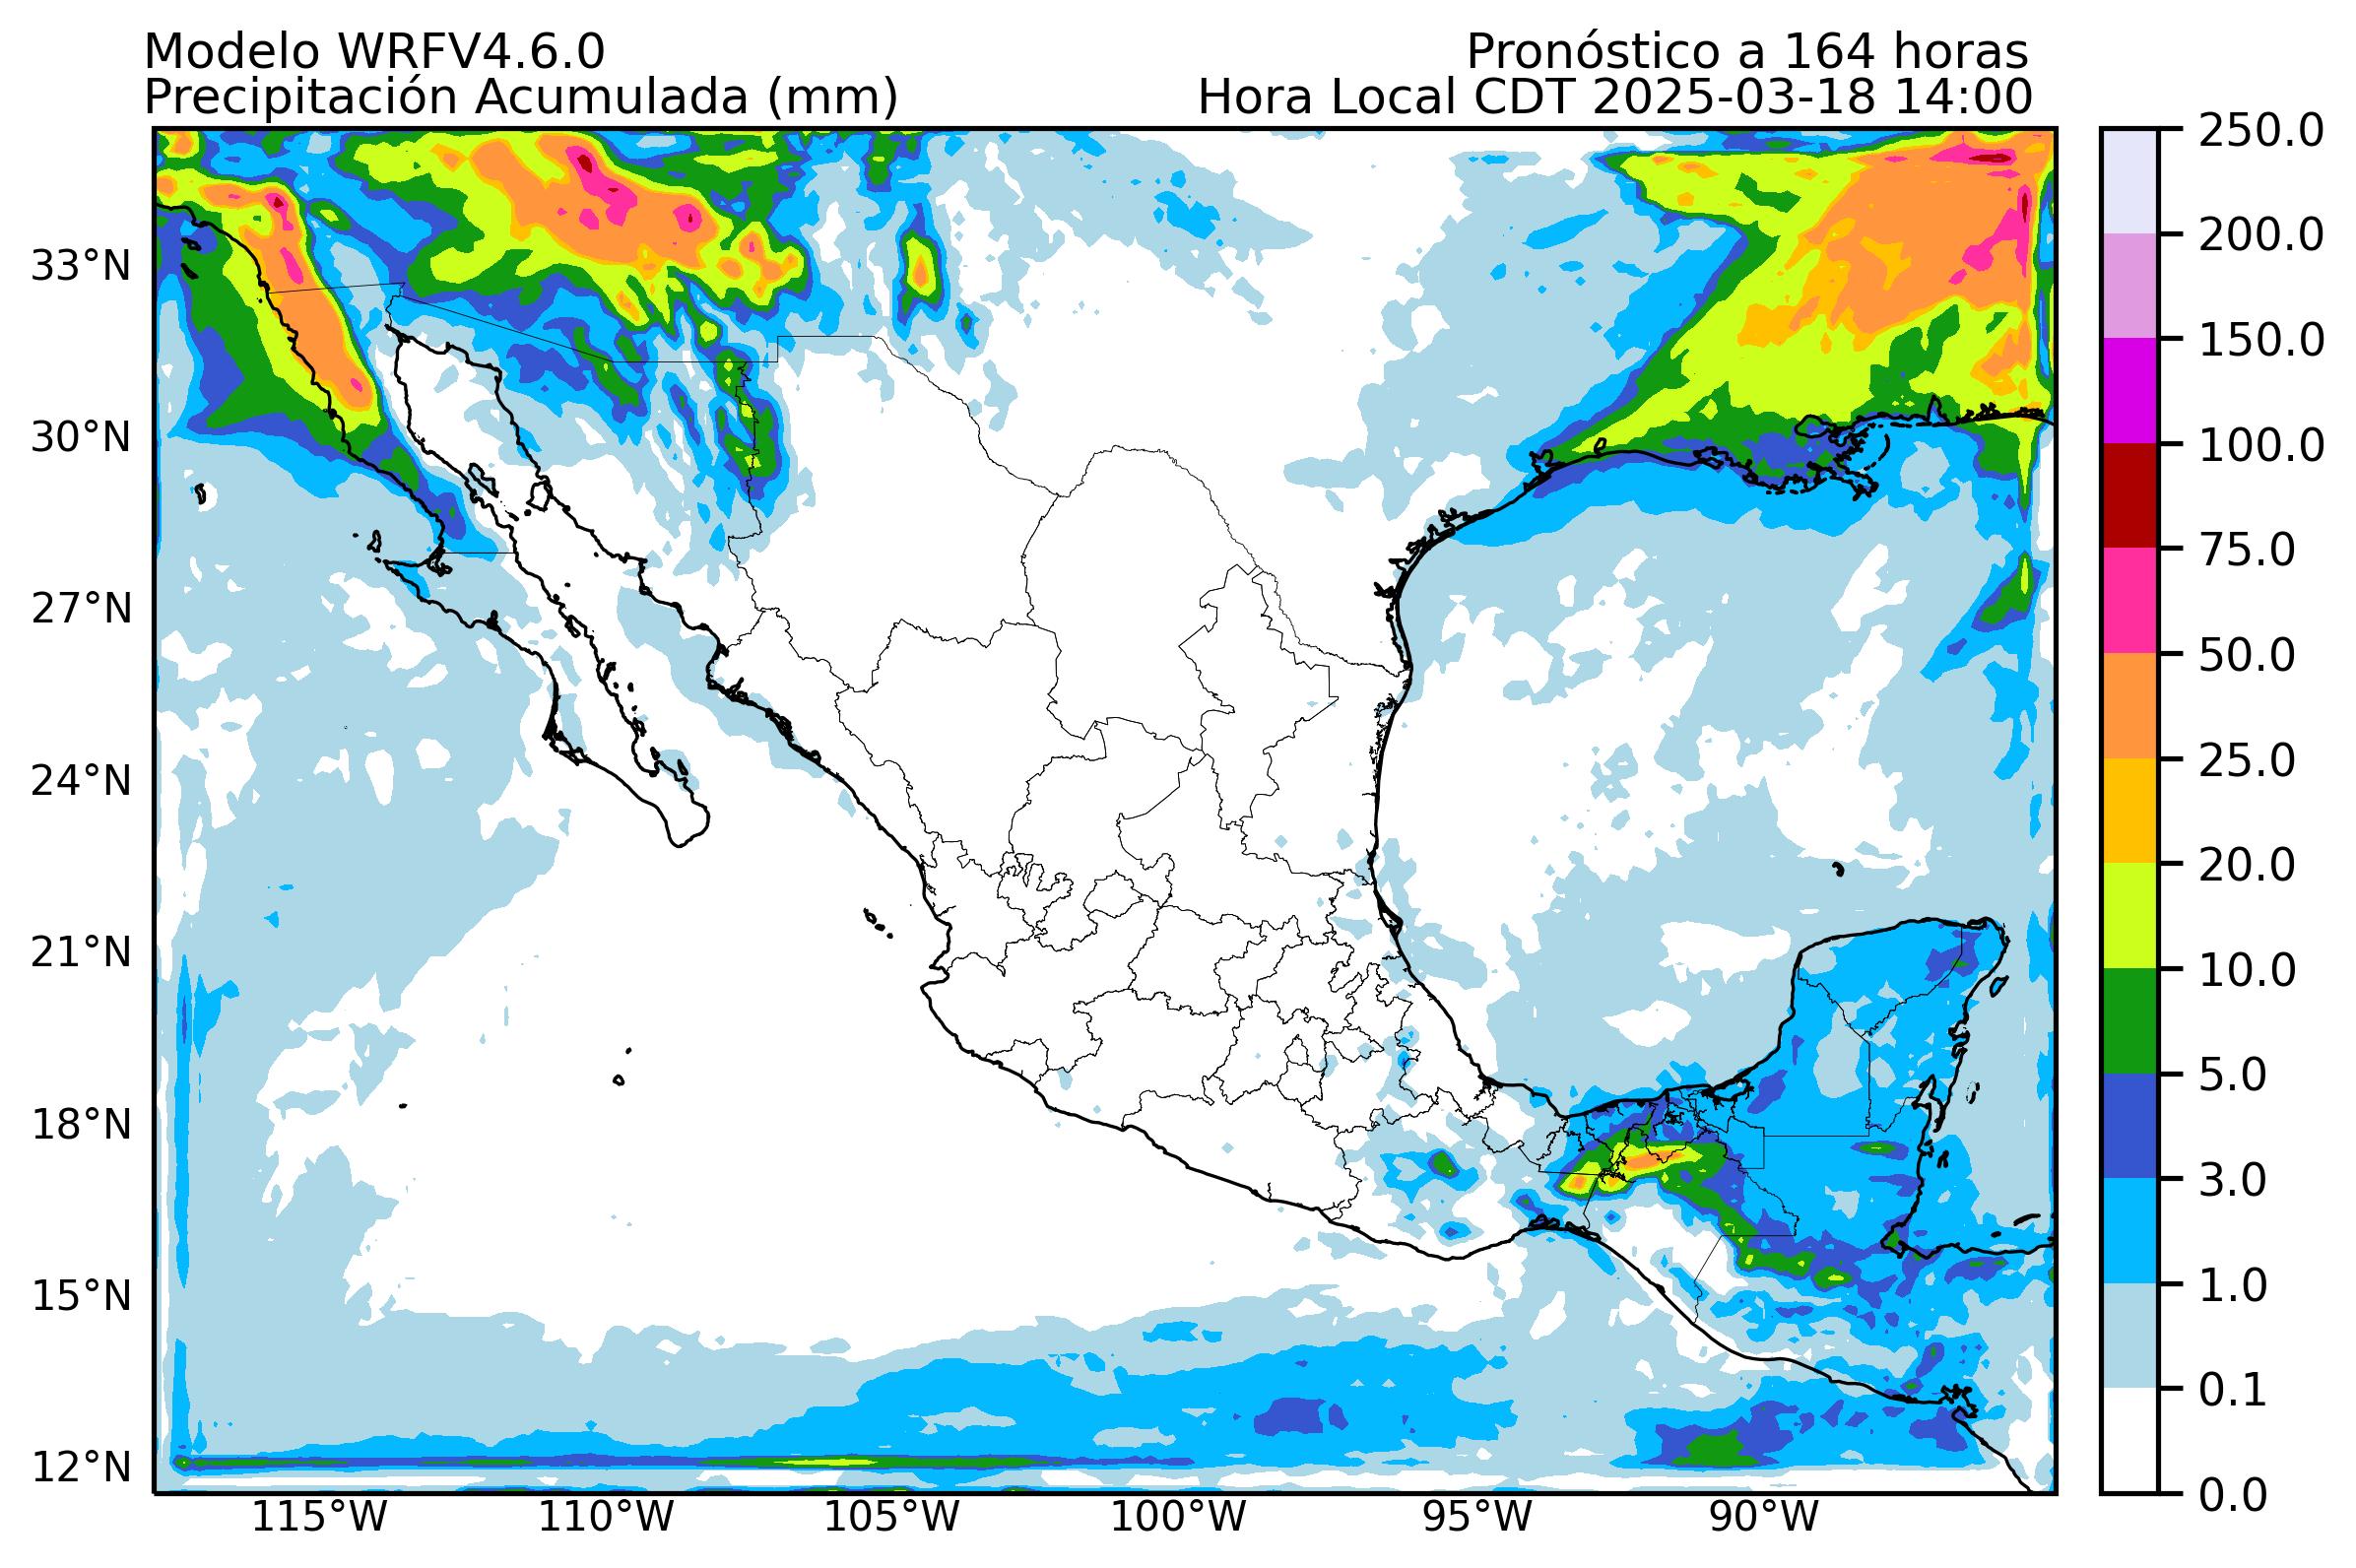 Modelo WRFV4.6.0
Pronóstico a 164 horas
Precipitación Acumulada (mm)
Hora Local CDT 2025-03-18 14:00
33°N
30°N
27°N
24°N
21°N
18°N
15°N
12°N
115°W
110°W
105°W
100°W
95°W
90°W
250.0
200.0
150.0
100.0
75.0
50.0
25.0
20.0
10.0
5.0
3.0
1.0
0.1
0.0